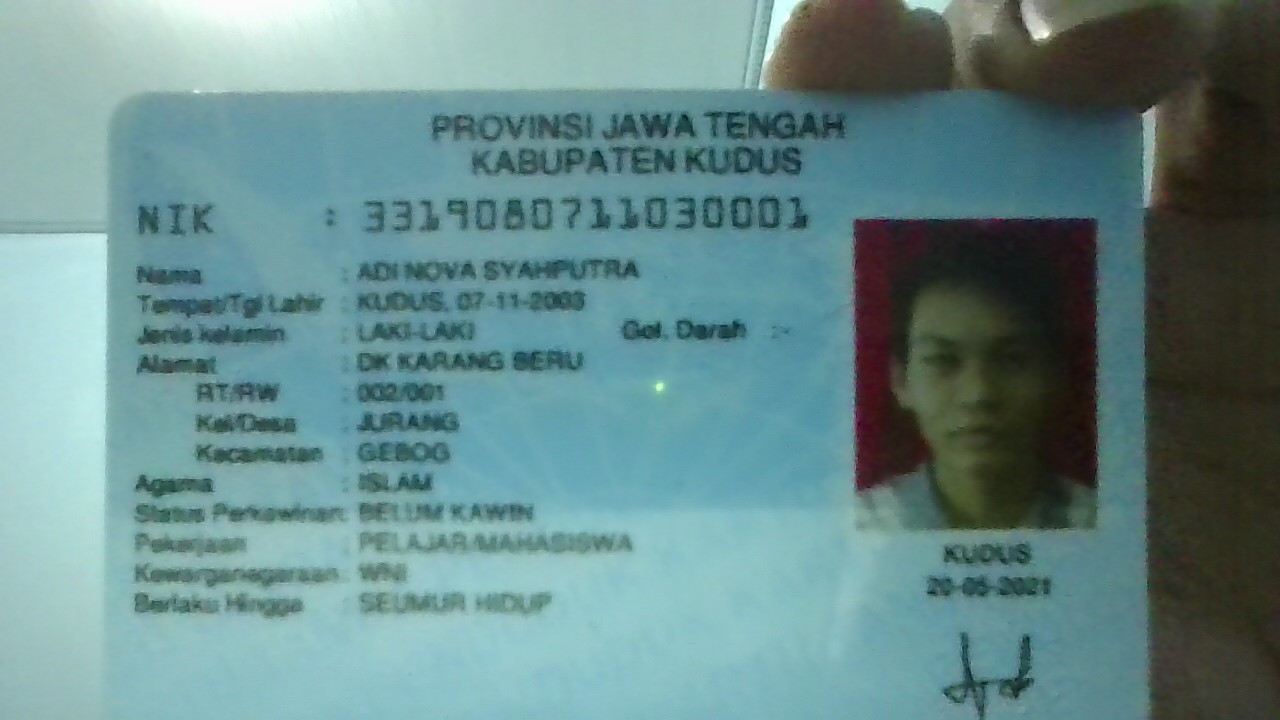 PROVINSI JAWA TENGAH
KABUPATEN KUDUS
NIK : 3319080711030001
Nama : ADI NOVA SYAHPUTRA
Tempat/Tgl Lahir : KUDUS, 07-11-2003
Jenis kelamin : LAKI-LAKI Gol. Darah :-
Alamat : DK KARANG BERU
RT/RW : 002/001
Kel/Desa : JURANG
Kecamatan : GEBOG
Agama : ISLAM
Status Perkawinan: BELUM KAWIN
Pekerjaan : PELAJAR/MAHASISWA
Kewarganegaraan: WNI
Berlaku Hingga : SEUMUR HIDUP
KUDUS
20-05-2021